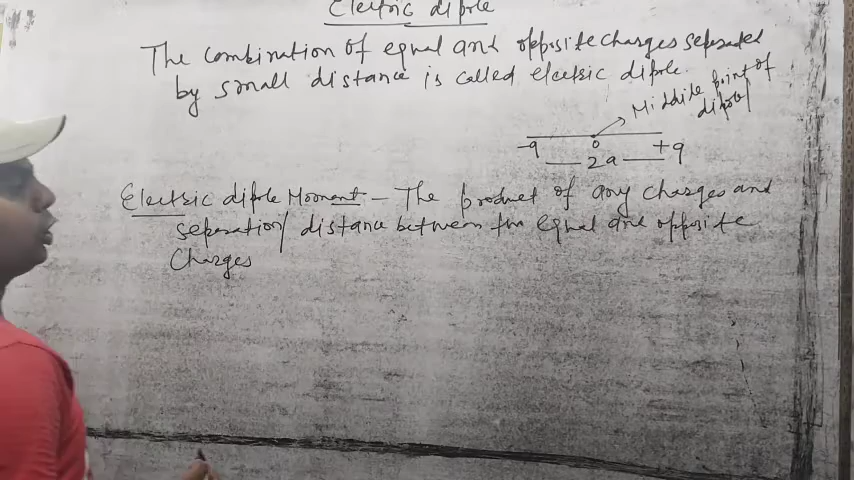 Electric dipole
The combination of equal and opposite charges separated
by small distance is called electric dipole.
Middile point of
dipole
-q 0 +q
2a
Electric dipole Moment - The product of any charges and
separation/ distance between the equal and opposite
Charges